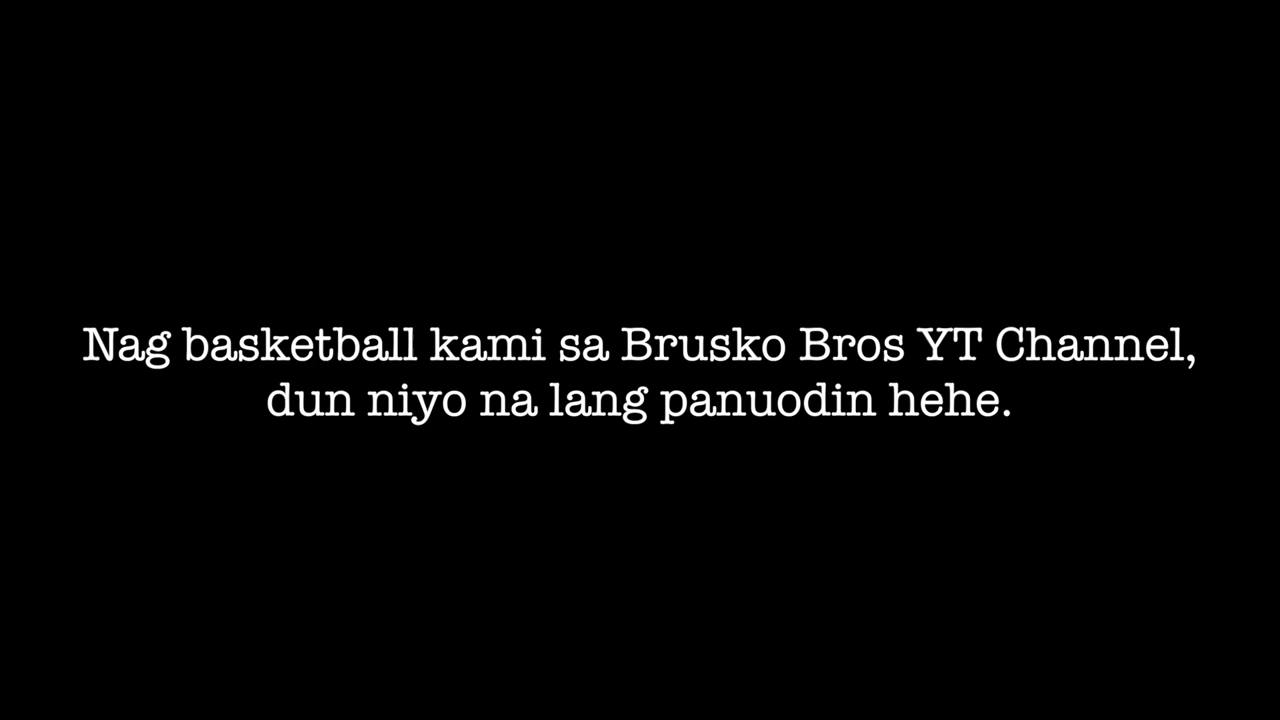 Nag basketball kami sa Brusko Bros YT Channel,
dun niyo na lang panuodin hehe.